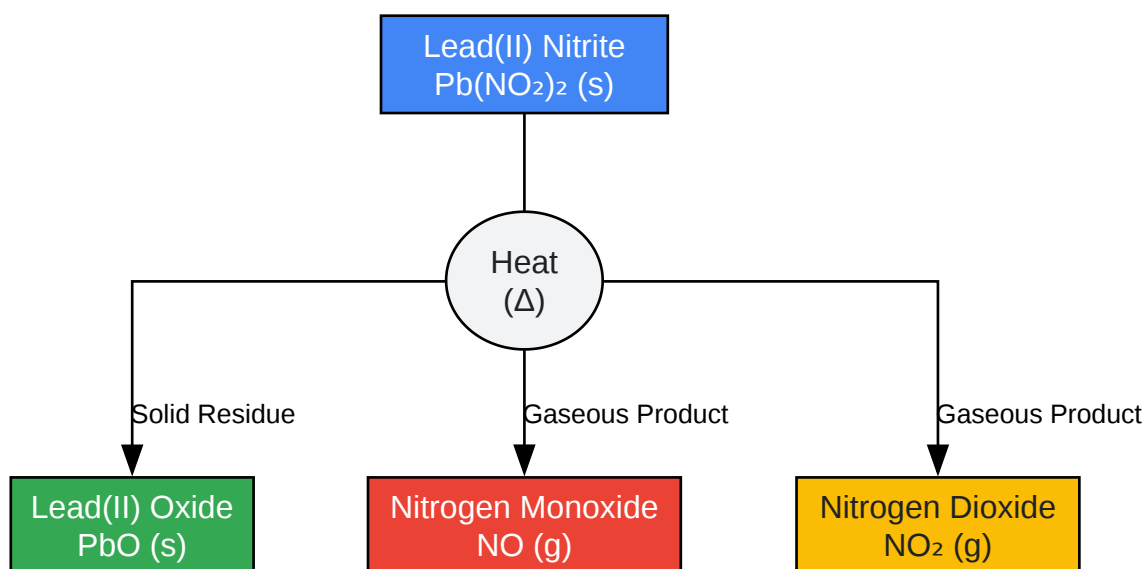 Lead(II) Nitrite
Pb(NO₂)₂ (s)
Heat
(Δ)
Solid Residue
Gaseous Product
Gaseous Product
Lead(II) Oxide
PbO (s)
Nitrogen Monoxide
NO (g)
Nitrogen Dioxide
NO₂ (g)